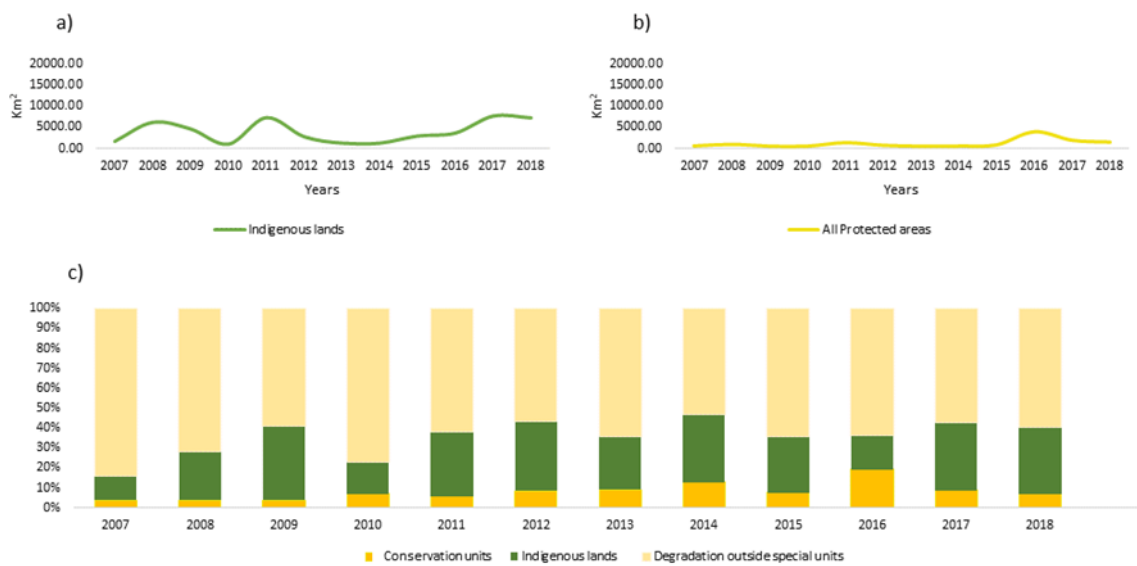 a)
20000.00
15000.00
10000.00
5000.00
0.00
Km²
2007 2008 2009 2010 2011 2012 2013 2014 2015 2016 2017 2018
Years
Indigenous lands
b)
20000.00
15000.00
10000.00
5000.00
0.00
Km²
2007 2008 2009 2010 2011 2012 2013 2014 2015 2016 2017 2018
Years
All Protected areas
c)
100%
90%
80%
70%
60%
50%
40%
30%
20%
10%
0%
2007 2008 2009 2010 2011 2012 2013 2014 2015 2016 2017 2018
Conservation units Indigenous lands Degradation outside special units